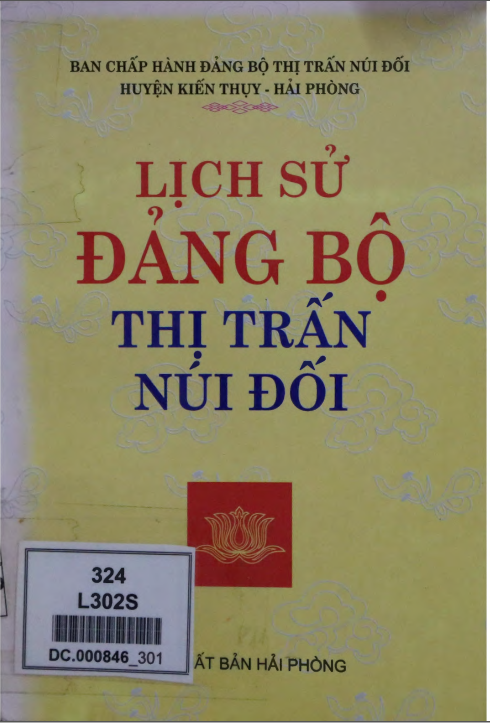 BAN CHẤP HÀNH ĐẢNG BỘ THỊ TRẤN NÚI ĐỐI
HUYỆN KIẾN THỤY - HẢI PHÒNG
LỊCH SỬ
ĐẢNG BỘ
THỊ TRẤN
NÚI ĐỐI
324
L302S
DC.000846_301
ẤT BẢN HẢI PHÒNG